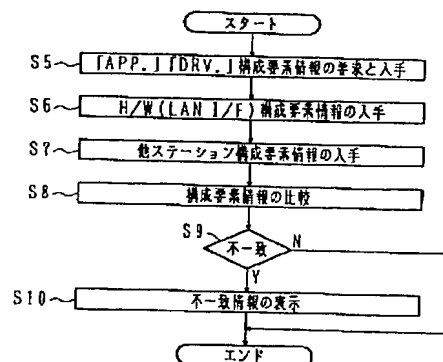 スタート
S5 「APP.」「DRV.」構成要素情報の要求と入手
S6 H/W(LAN I/F)構成要素情報の入手
S7 他ステーション構成要素情報の入手
S8 構成要素情報の比較
S9 不一致 N
Y
S10 不一致情報の表示
エンド